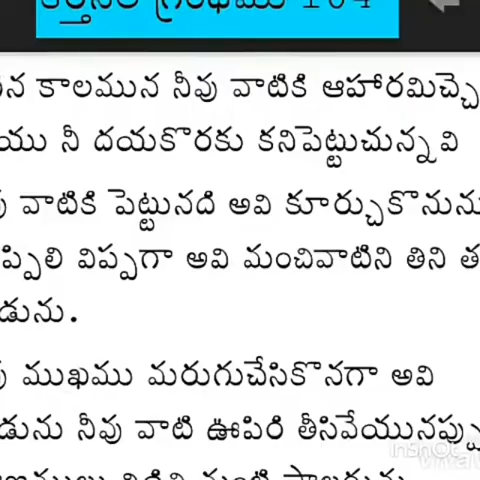 కీర్తనల గ్రంథము 104
కాలమున నీవు వాటికి ఆహారమిచ్చె
నీ దయకొరకు కనిపెట్టుచున్నవి
వాటికి పెట్టునది అవి కూర్చుకొనును
ప్పిలి విప్పగా అవి మంచివాటిని తిని త
డును.
ముఖము మరుగుచేసికొనగా అవి
డును నీవు వాటి ఊపిరి తీసివేయునప్పు